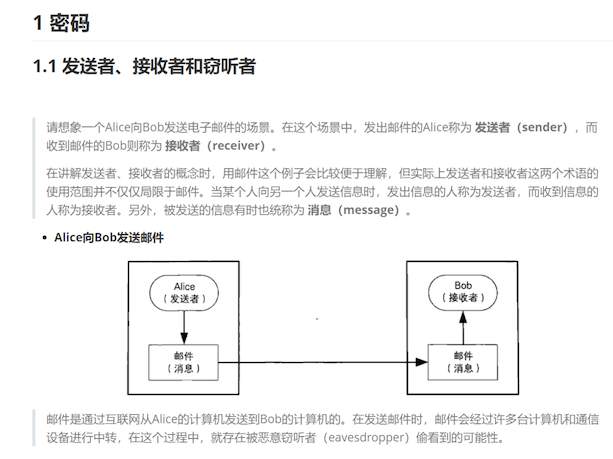 1 密码
1.1 发送者、接收者和窃听者
请想象一个Alice向Bob发送电子邮件的场景。在这个场景中，发出邮件的Alice称为 发送者（sender），而
收到邮件的Bob则称为 接收者（receiver）。
在讲解发送者、接收者的概念时，用邮件这个例子会比较便于理解，但实际上发送者和接收者这两个术语的
使用范围并不仅仅局限于邮件。当某个人向另一个人发送信息时，发出信息的人称为发送者，而收到信息的
人称为接收者。另外，被发送的信息有时也统称为 消息（message）。
• Alice向Bob发送邮件
Alice
（发送者）
邮件
（消息）
Bob
（接收者）
邮件
（消息）
邮件是通过互联网从Alice的计算机发送到Bob的计算机的。在发送邮件时，邮件会经过许多台计算机和通信
设备进行中转，在这个过程中，就存在被恶意窃听者（eavesdropper）偷看到的可能性。